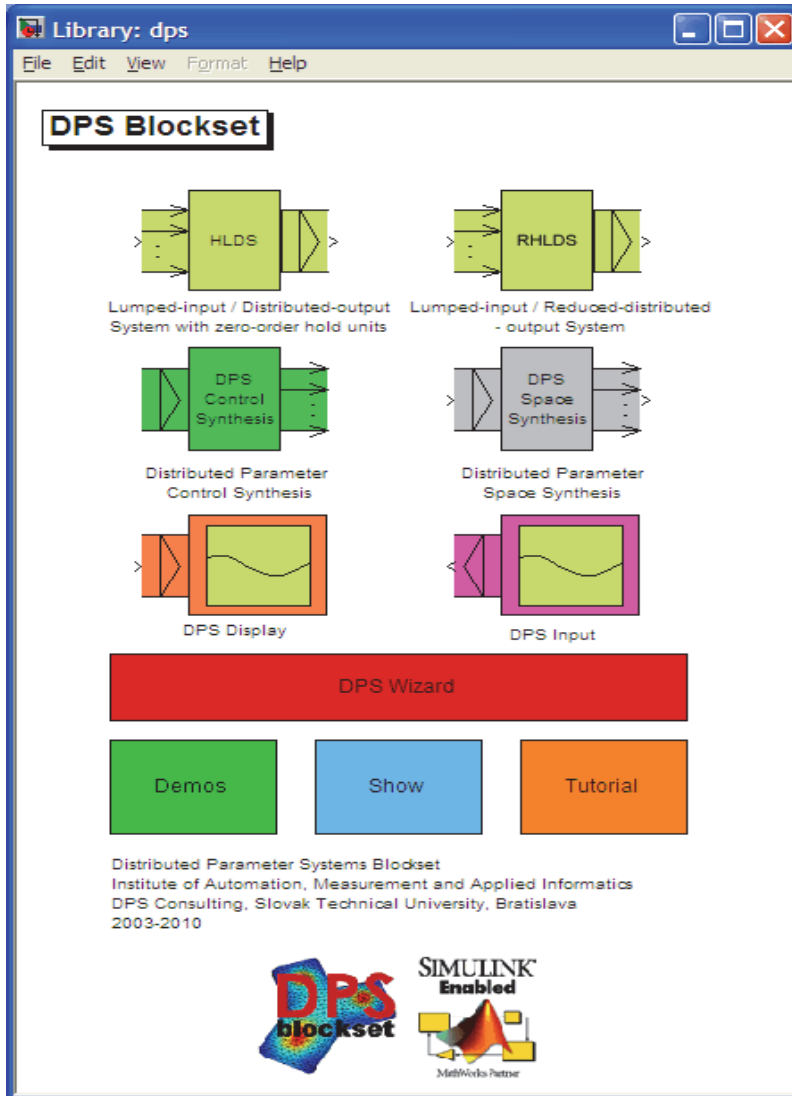 Library: dps
File Edit View Format Help
DPS Blockset
HLDS
RHLDS
Lumped-input / Distributed-output
System with zero-order hold units
Lumped-input / Reduced-distributed
- output System
DPS
Control
Synthesis
DPS
Space
Synthesis
Distributed Parameter
Control Synthesis
Distributed Parameter
Space Synthesis
DPS Display
DPS Input
DPS Wizard
Demos
Show
Tutorial
Distributed Parameter Systems Blockset
Institute of Automation, Measurement and Applied Informatics
DPS Consulting, Slovak Technical University, Bratislava
2003-2010
DPS
blockset
SIMULINK
Enabled
MathWorks Partner